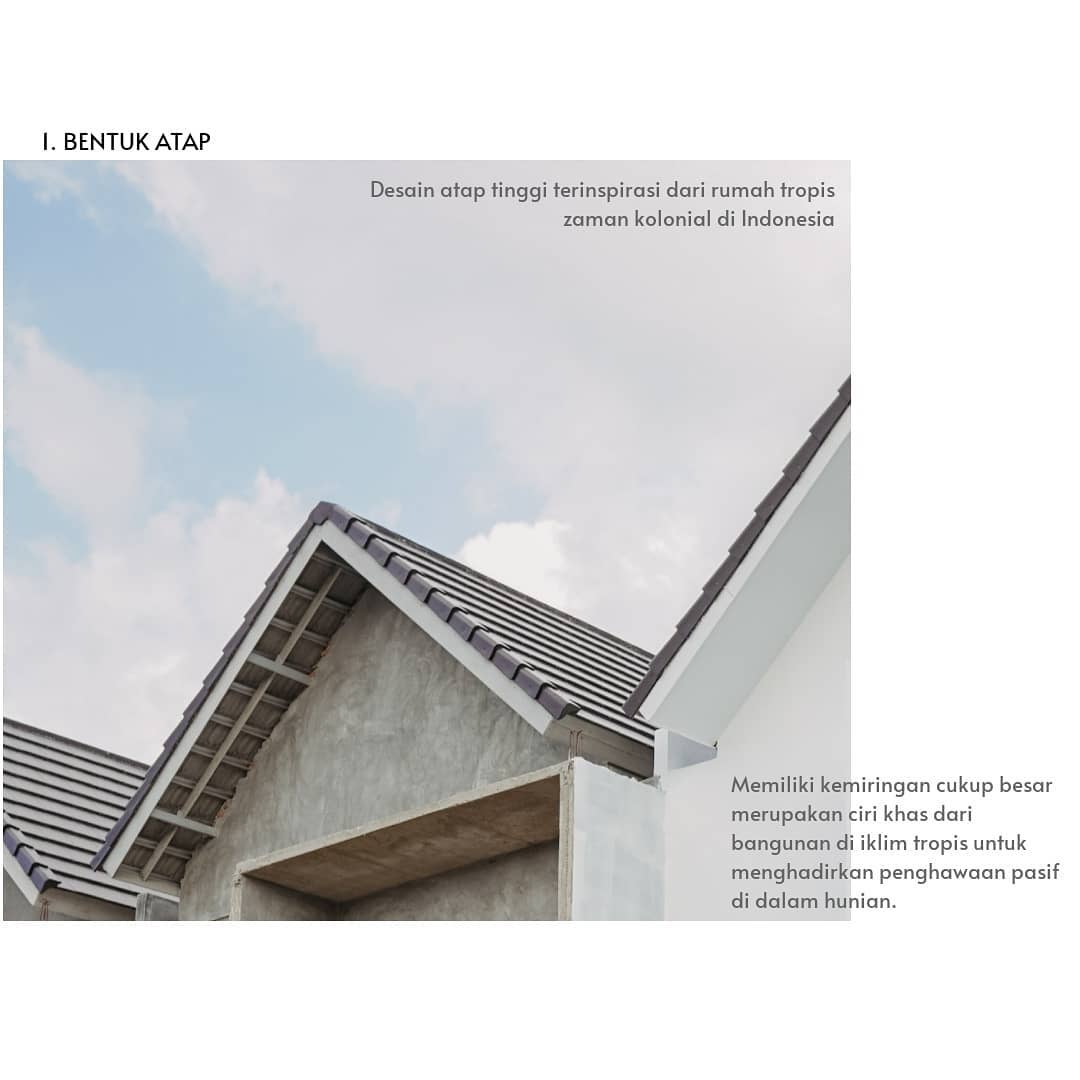 1. BENTUK ATAP
Desain atap tinggi terinspirasi dari rumah tropis
zaman kolonial di Indonesia
Memiliki kemiringan cukup besar
merupakan ciri khas dari
bangunan di iklim tropis untuk
menghadirkan penghawaan pasif
di dalam hunian.